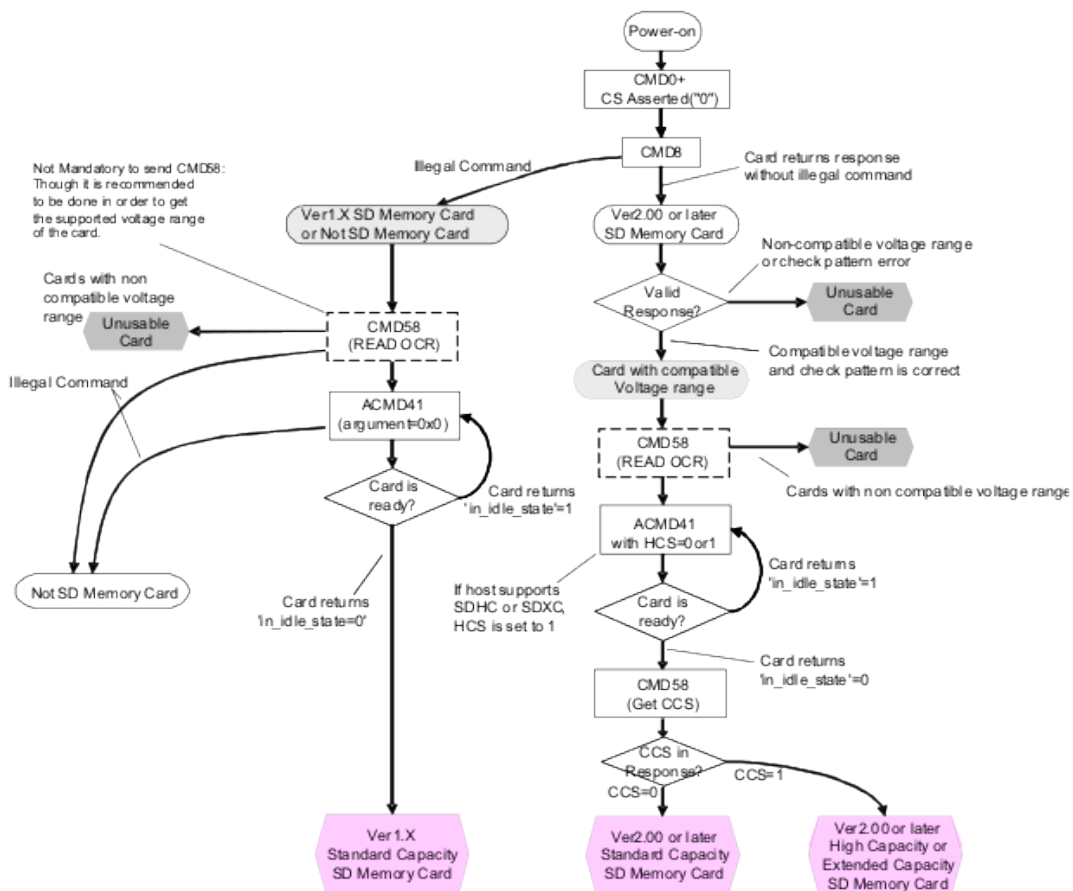 Power-on
CMD0+
CS Asserted("0")
CMD8
Illegal Command
Card returns response
without illegal command
Not Mandatory to send CMD58:
Though it is recommended
to be done in order to get
the supported voltage range
of the card.
Ver1.X SD Memory Card
or Not SD Memory Card
Ver2.00 or later
SD Memory Card
Non-compatible voltage range
or check pattern error
Cards with non
compatible voltage
range
Unusable
Card
CMD58
(READ OCR)
Valid
Response?
Unusable
Card
Compatible voltage range
and check pattern is correct
Card with compatible
Voltage range
Illegal Command
ACMD41
(argument=0x0)
CMD58
(READ OCR)
Unusable
Card
Cards with non compatible voltage range
Card is
ready?
Card returns
'in_idle_state'=1
ACMD41
with HCS=0or1
Card returns
'in_idle_state'=1
Not SD Memory Card
Card returns
'in_idle_state=0'
If host supports
SDHC or SDXC,
HCS is set to 1
Card is
ready?
Card returns
'in_idle_state'=0
CMD58
(Get CCS)
CCS in
Response?
CCS=0
CCS=1
Ver1.X
Standard Capacity
SD Memory Card
Ver2.00 or later
Standard Capacity
SD Memory Card
Ver2.00 or later
High Capacity or
Extended Capacity
SD Memory Card